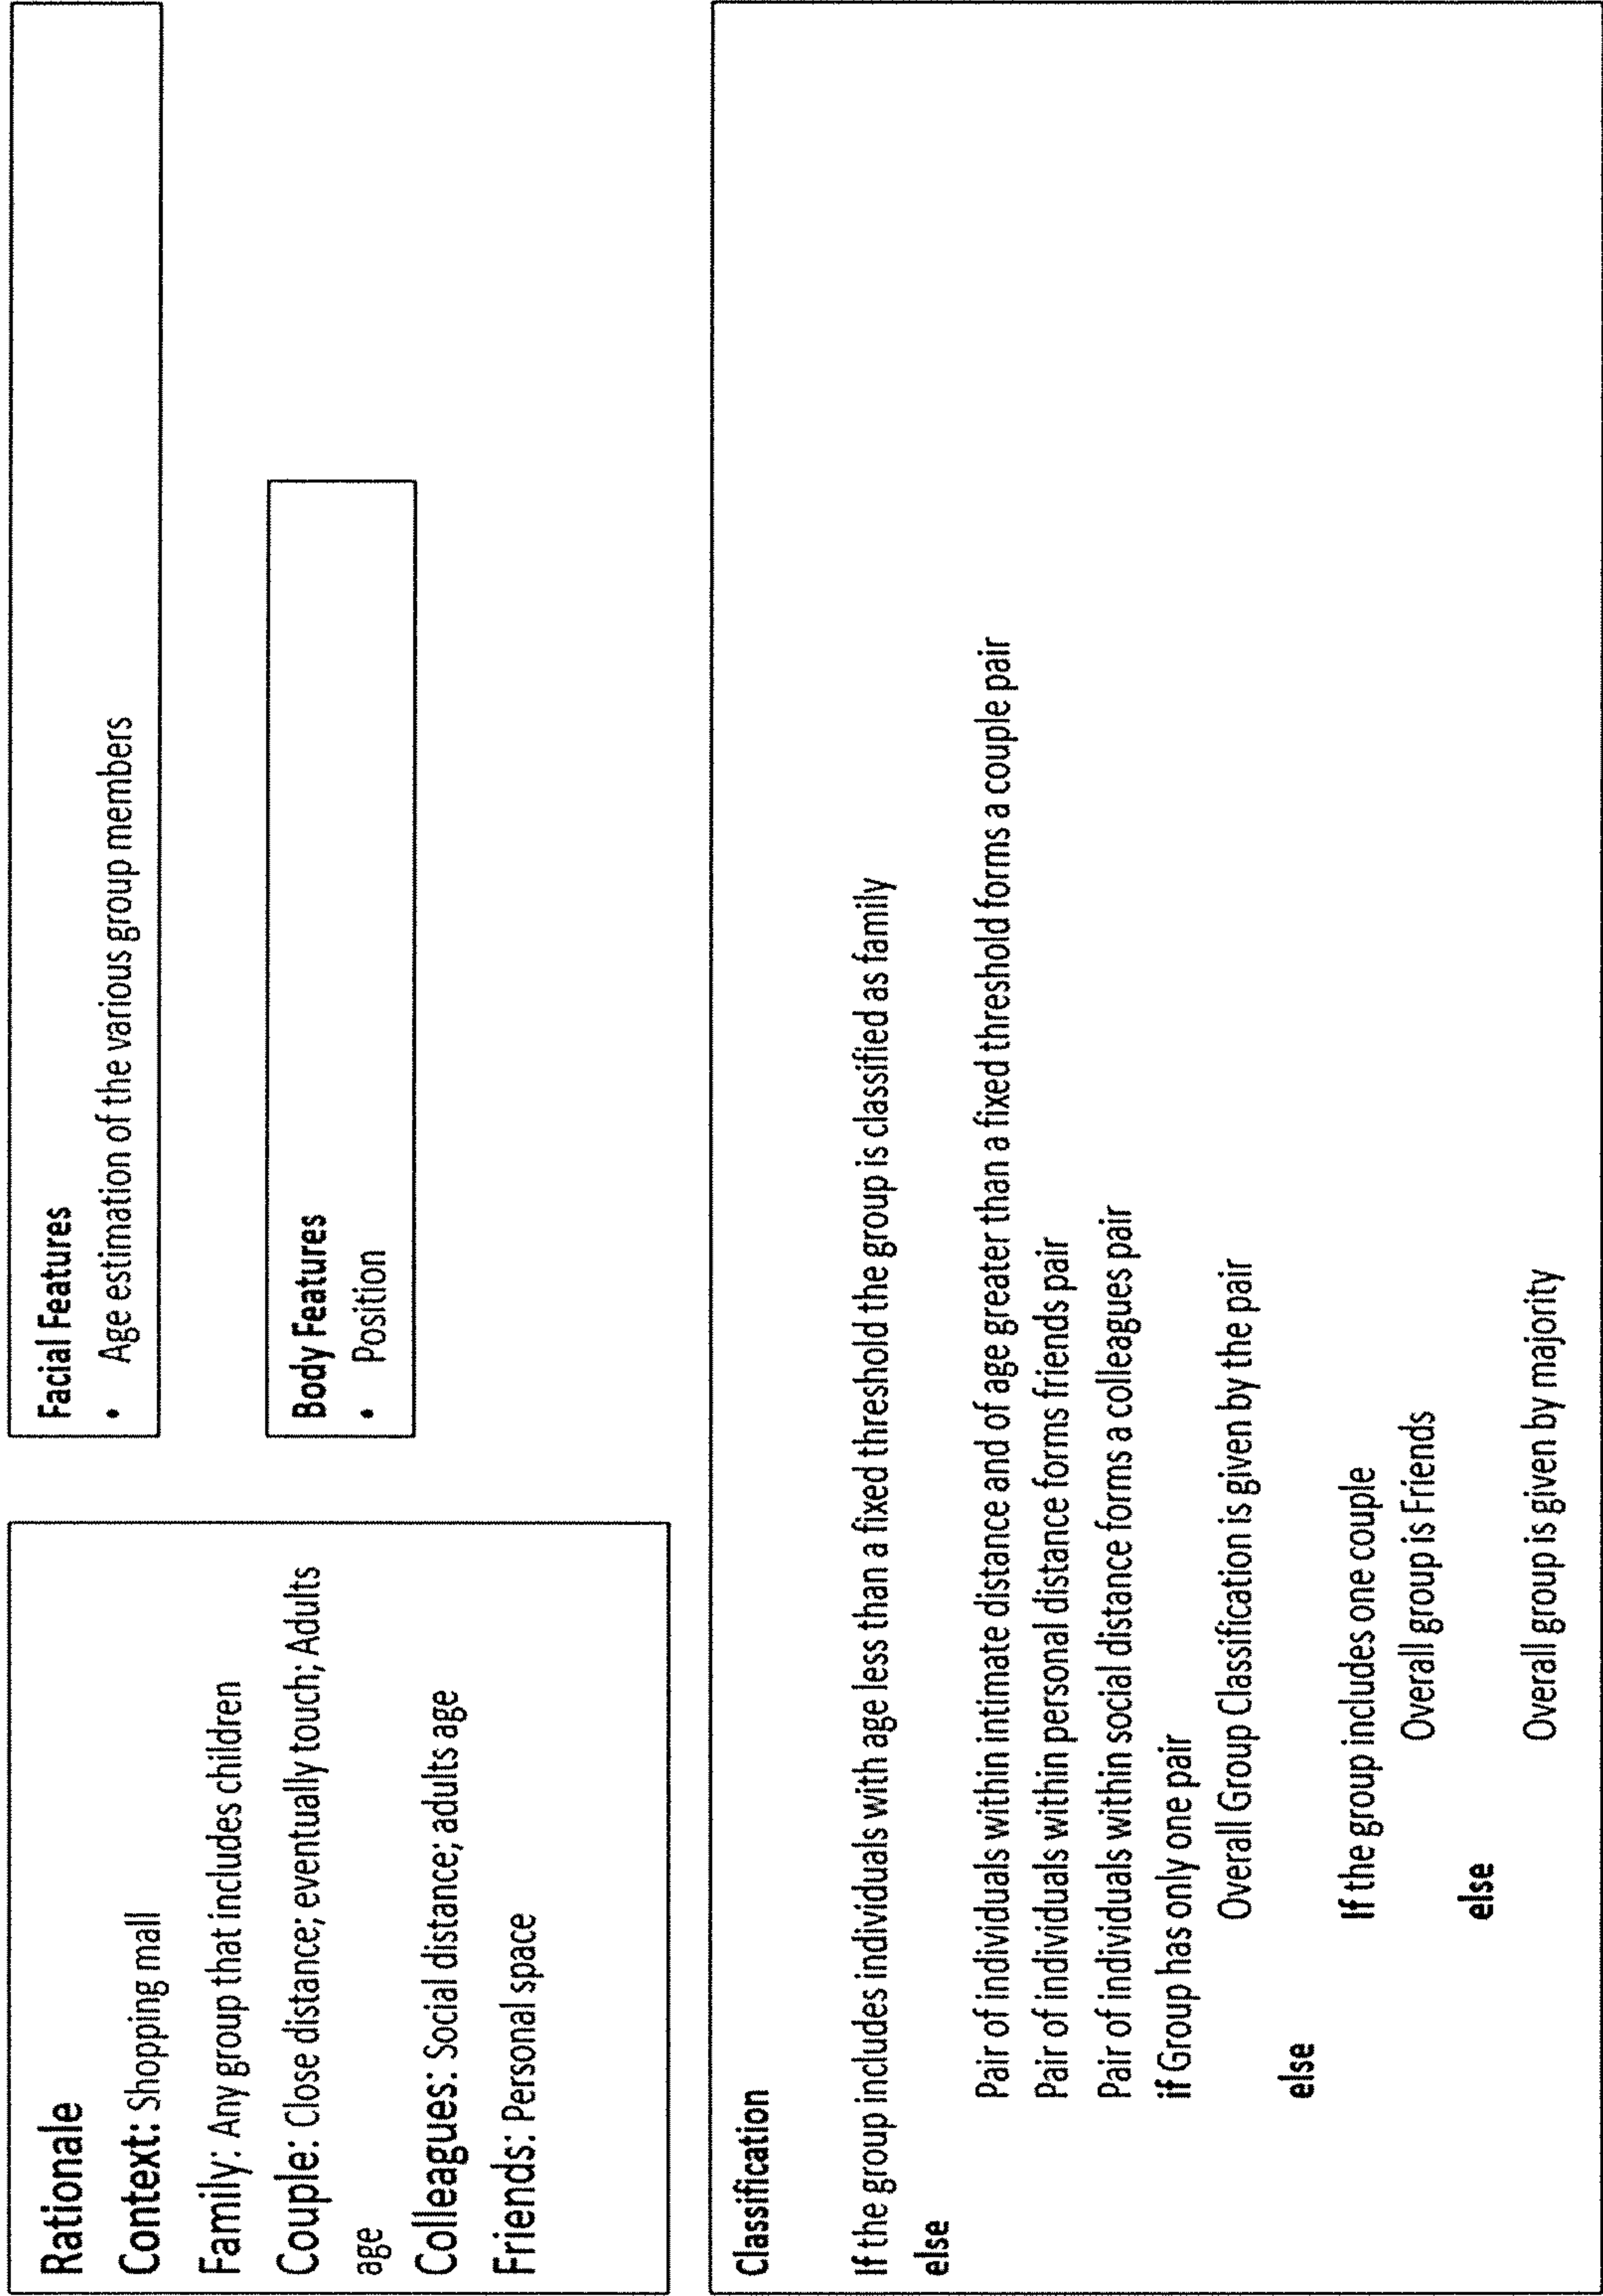 Rationale
Context: Shopping mall
Family: Any group that includes children
Couple: Close distance; eventually touch; Adults
age
Colleagues: Social distance; adults age
Friends: Personal space
Facial Features
• Age estimation of the various group members
Body Features
• Position
Classification
If the group includes individuals with age less than a fixed threshold the group is classified as family
else
Pair of individuals within intimate distance and of age greater than a fixed threshold forms a couple pair
Pair of individuals within personal distance forms friends pair
Pair of individuals within social distance forms a colleagues pair
if Group has only one pair
Overall Group Classification is given by the pair
else
If the group includes one couple
Overall group is Friends
else
Overall group is given by majority